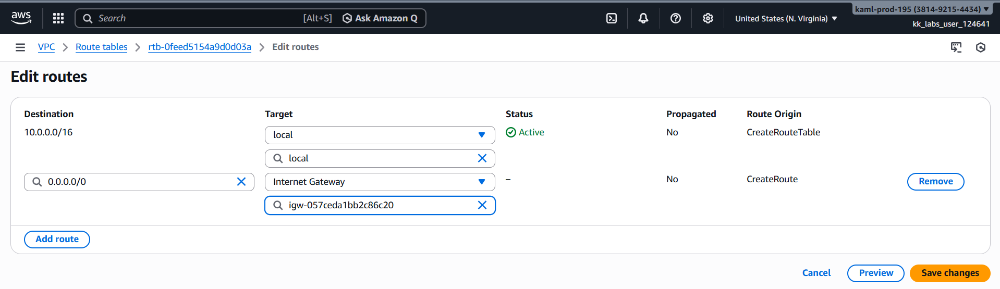 aws
Search [Alt+S] Ask Amazon Q
United States (N. Virginia) ▼
kaml-prod-195 (3814-9215-4434) ▼
kk_labs_user_124641
VPC > Route tables > rtb-0feed5154a9d0d03a > Edit routes
Edit routes
Destination Target Status Propagated Route Origin
10.0.0.0/16 local Active No CreateRouteTable
local
0.0.0.0/0 Internet Gateway – No CreateRoute Remove
igw-057ceda1bb2c86c20
Add route
Cancel Preview Save changes